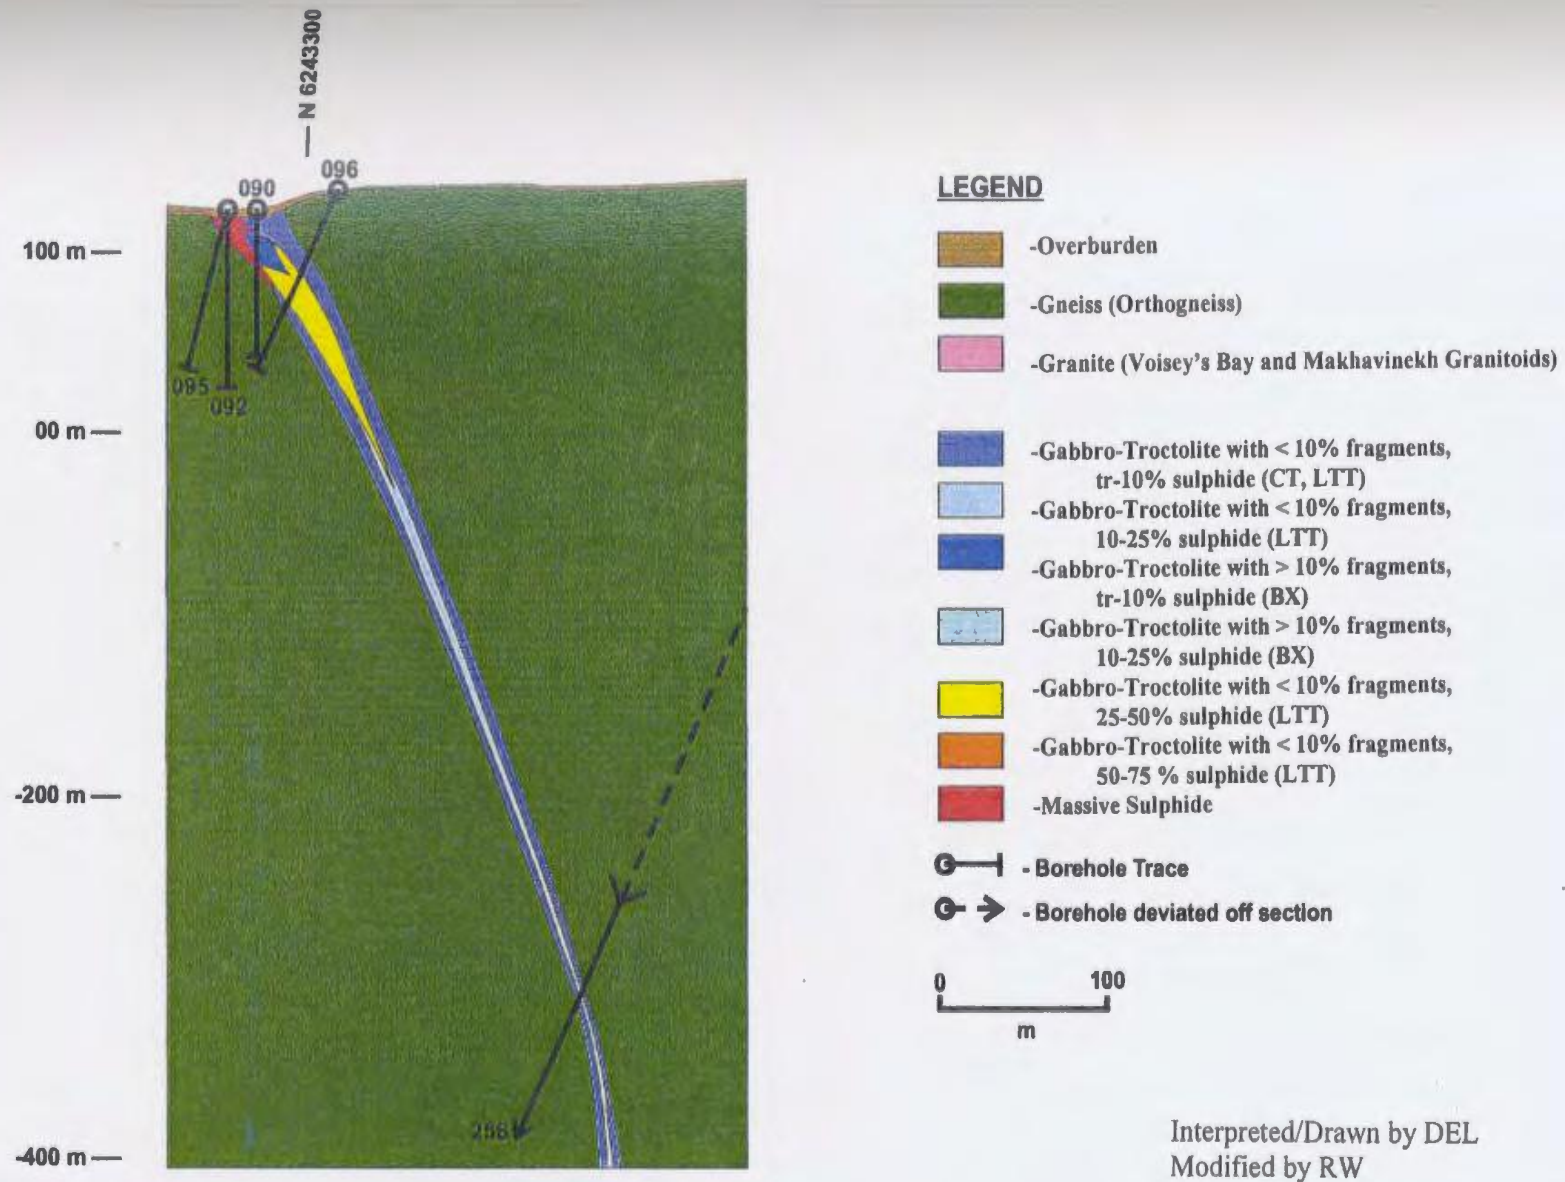 N 6243300
096
090
100 m
095
092
00 m
-200 m
-400 m
LEGEND
-Overburden
-Gneiss (Orthogneiss)
-Granite (Voisey's Bay and Makhavinekh Granitoids)
-Gabbro-Troctolite with < 10% fragments,
tr-10% sulphide (CT, LTT)
-Gabbro-Troctolite with < 10% fragments,
10-25% sulphide (LTT)
-Gabbro-Troctolite with > 10% fragments,
tr-10% sulphide (BX)
-Gabbro-Troctolite with > 10% fragments,
10-25% sulphide (BX)
-Gabbro-Troctolite with < 10% fragments,
25-50% sulphide (LTT)
-Gabbro-Troctolite with < 10% fragments,
50-75 % sulphide (LTT)
-Massive Sulphide
- Borehole Trace
- Borehole deviated off section
0 100
m
Interpreted/Drawn by DEL
Modified by RW